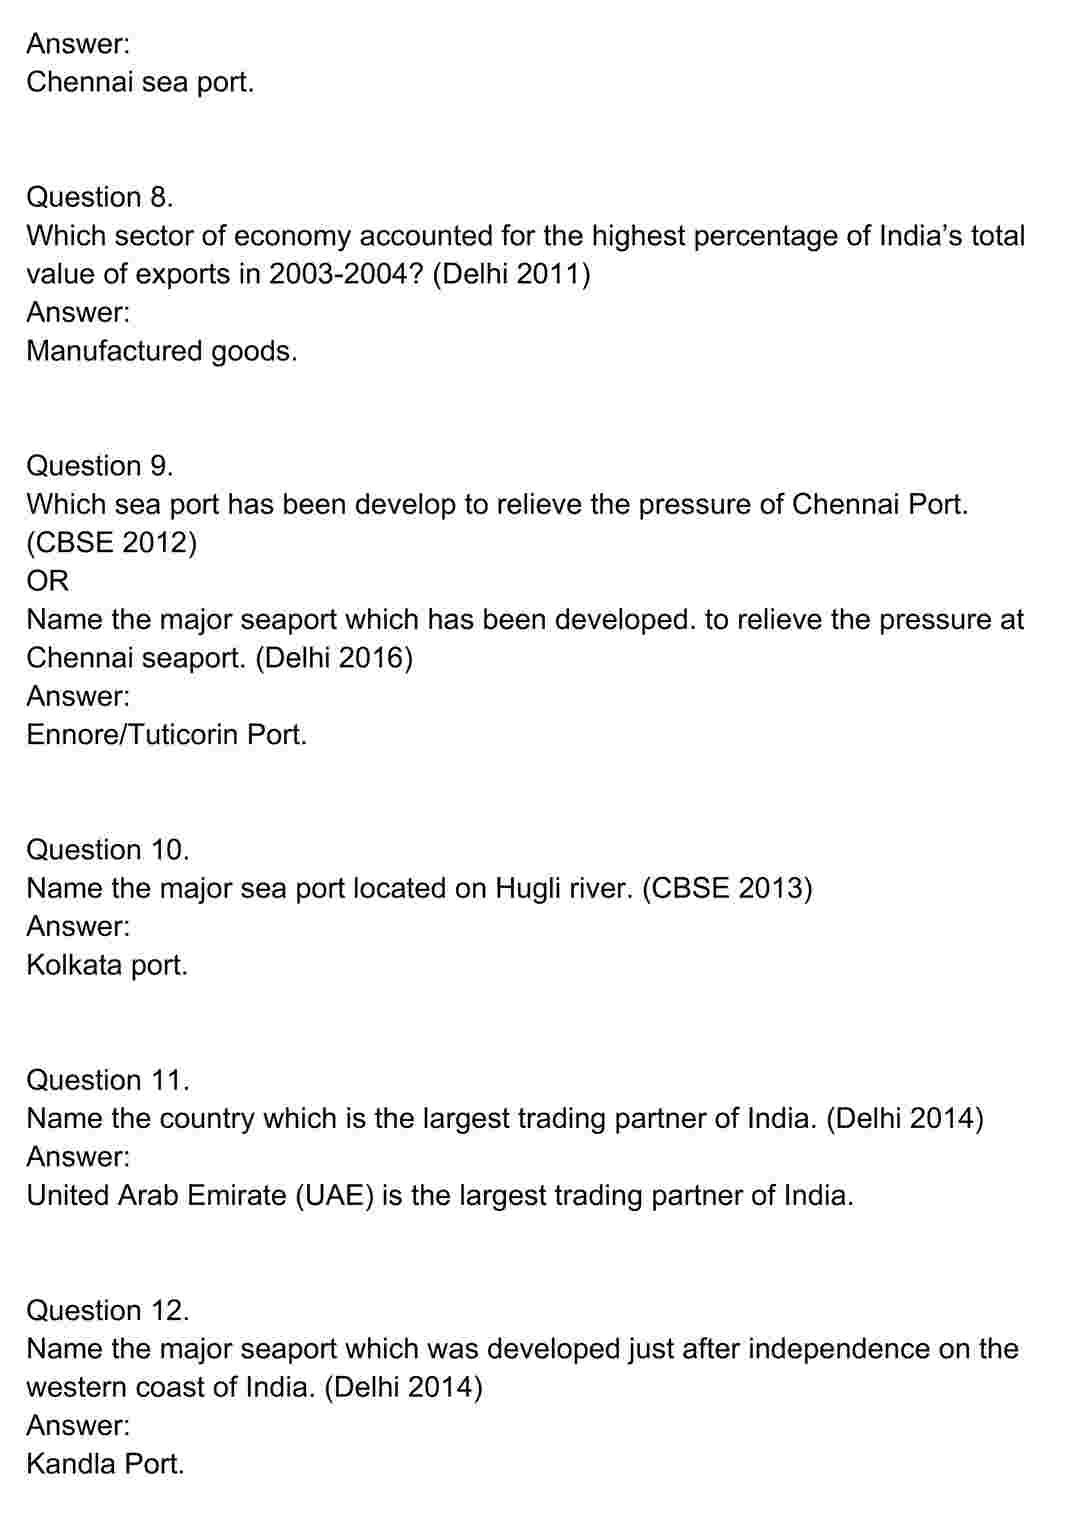 Answer:
Chennai sea port.
Question 8.
Which sector of economy accounted for the highest percentage of India’s total
value of exports in 2003-2004? (Delhi 2011)
Answer:
Manufactured goods.
Question 9.
Which sea port has been develop to relieve the pressure of Chennai Port.
(CBSE 2012)
OR
Name the major seaport which has been developed. to relieve the pressure at
Chennai seaport. (Delhi 2016)
Answer:
Ennore/Tuticorin Port.
Question 10.
Name the major sea port located on Hugli river. (CBSE 2013)
Answer:
Kolkata port.
Question 11.
Name the country which is the largest trading partner of India. (Delhi 2014)
Answer:
United Arab Emirate (UAE) is the largest trading partner of India.
Question 12.
Name the major seaport which was developed just after independence on the
western coast of India. (Delhi 2014)
Answer:
Kandla Port.